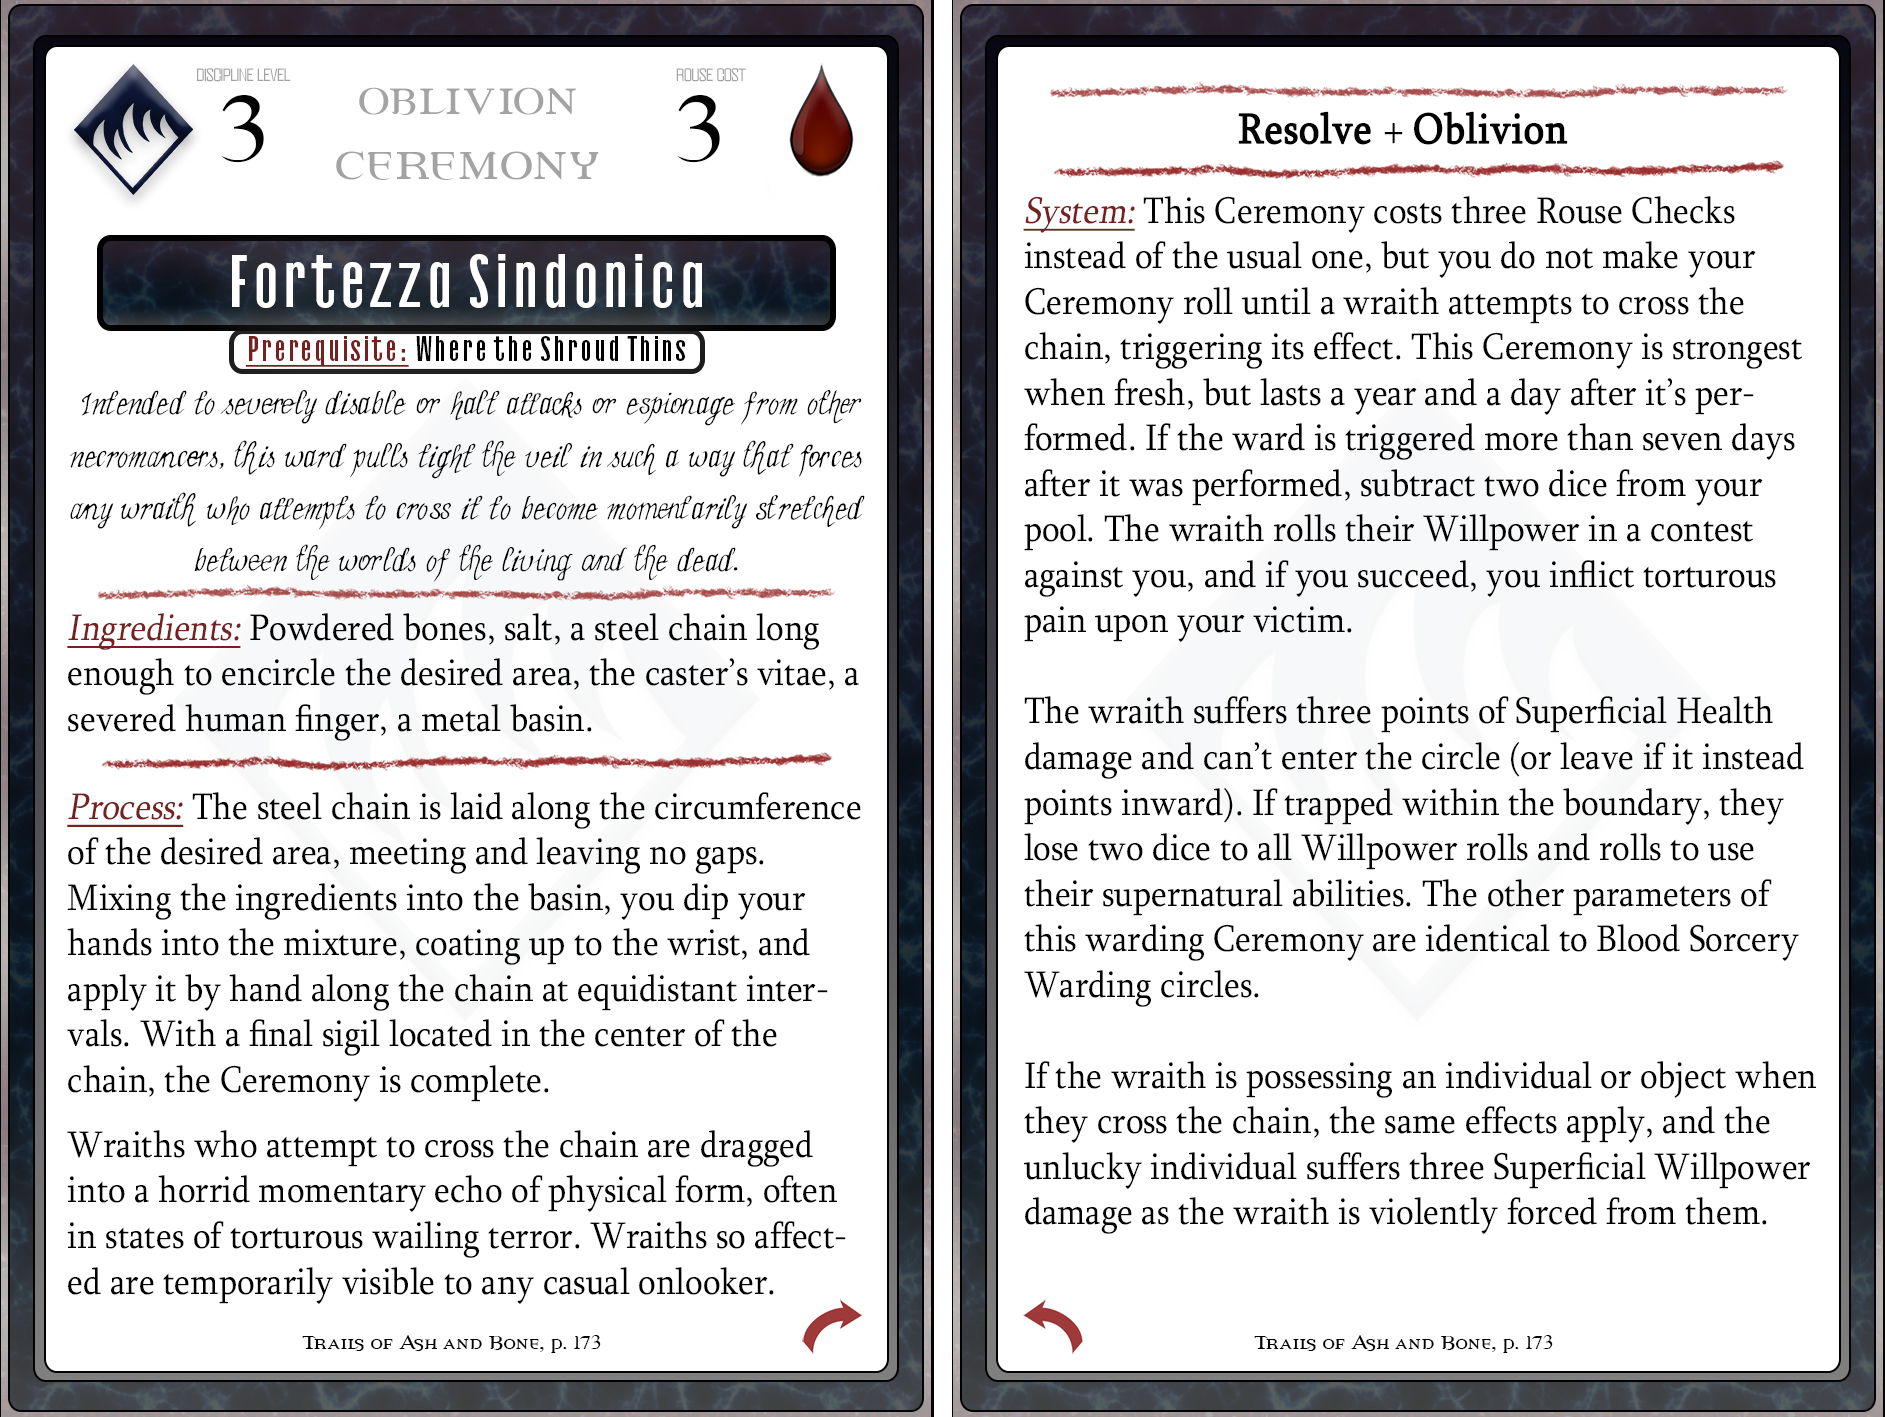 DISCIPLINE LEVEL
3
OBLIVION
CEREMONY
ROUSE COST
3
Fortezza Sindonica
Prerequisite: Where the Shroud Thins
Intended to severely disable or halt attacks or espionage from other
necromancers, this ward pulls tight the veil in such a way that forces
any wraith who attempts to cross it to become momentarily stretched
between the worlds of the living and the dead.
Ingredients: Powdered bones, salt, a steel chain long
enough to encircle the desired area, the caster’s vitae, a
severed human finger, a metal basin.
Process: The steel chain is laid along the circumference
of the desired area, meeting and leaving no gaps.
Mixing the ingredients into the basin, you dip your
hands into the mixture, coating up to the wrist, and
apply it by hand along the chain at equidistant inter-
vals. With a final sigil located in the center of the
chain, the Ceremony is complete.
Wraiths who attempt to cross the chain are dragged
into a horrid momentary echo of physical form, often
in states of torturous wailing terror. Wraiths so affect-
ed are temporarily visible to any casual onlooker.
Trails of Ash and Bone, p. 173
Resolve + Oblivion
System: This Ceremony costs three Rouse Checks
instead of the usual one, but you do not make your
Ceremony roll until a wraith attempts to cross the
chain, triggering its effect. This Ceremony is strongest
when fresh, but lasts a year and a day after it’s per-
formed. If the ward is triggered more than seven days
after it was performed, subtract two dice from your
pool. The wraith rolls their Willpower in a contest
against you, and if you succeed, you inflict torturous
pain upon your victim.
The wraith suffers three points of Superficial Health
damage and can’t enter the circle (or leave if it instead
points inward). If trapped within the boundary, they
lose two dice to all Willpower rolls and rolls to use
their supernatural abilities. The other parameters of
this warding Ceremony are identical to Blood Sorcery
Warding circles.
If the wraith is possessing an individual or object when
they cross the chain, the same effects apply, and the
unlucky individual suffers three Superficial Willpower
damage as the wraith is violently forced from them.
Trails of Ash and Bone, p. 173